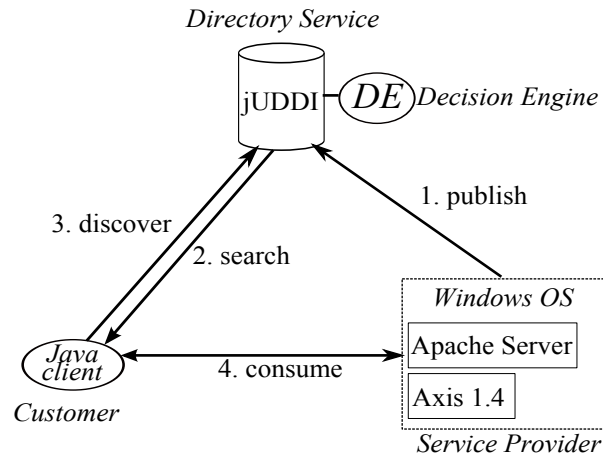 Directory Service
jUDDI
DE
Decision Engine
1. publish
3. discover
2. search
Windows OS
Apache Server
Axis 1.4
Java
client
4. consume
Customer
Service Provider